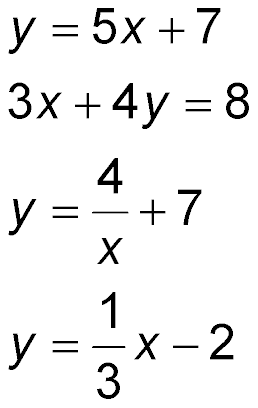 y = 5x + 7
3x + 4y = 8
y = 4/x + 7
y = 1/3 x − 2